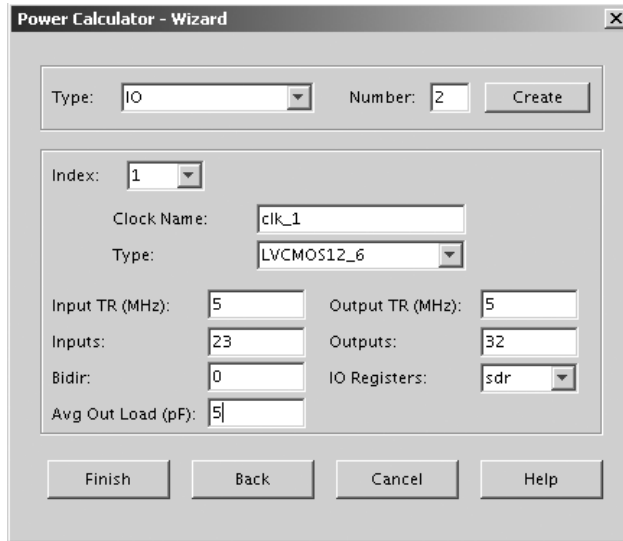 Power Calculator - Wizard
Type: IO Number: 2 Create
Index: 1
Clock Name: clk_1
Type: LVCMOS12_6
Input TR (MHz): 5 Output TR (MHz): 5
Inputs: 23 Outputs: 32
Bidir: 0 IO Registers: sdr
Avg Out Load (pF): 5
Finish Back Cancel Help